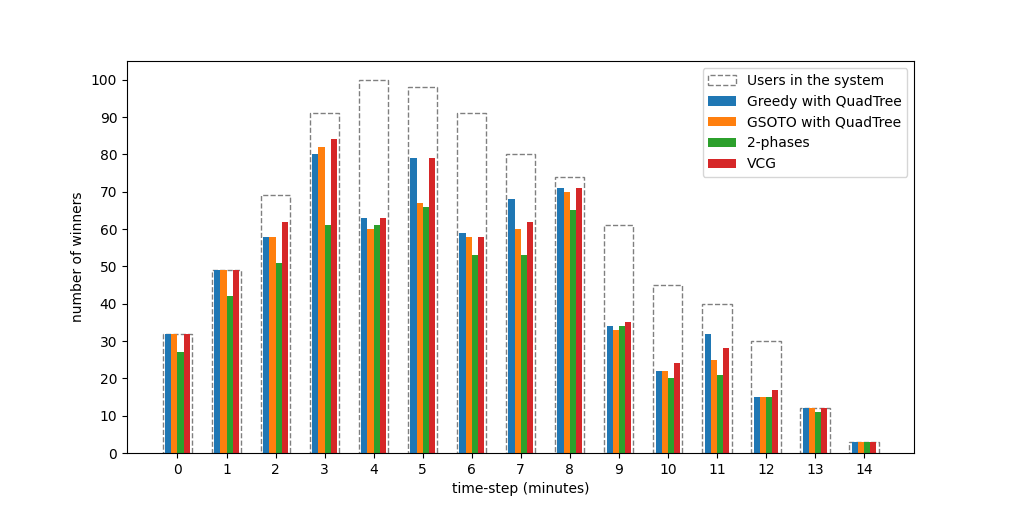 Users in the system
Greedy with QuadTree
GSOTO with QuadTree
2-phases
VCG
number of winners
100
90
80
70
60
50
40
30
20
10
0
0 1 2 3 4 5 6 7 8 9 10 11 12 13 14
time-step (minutes)